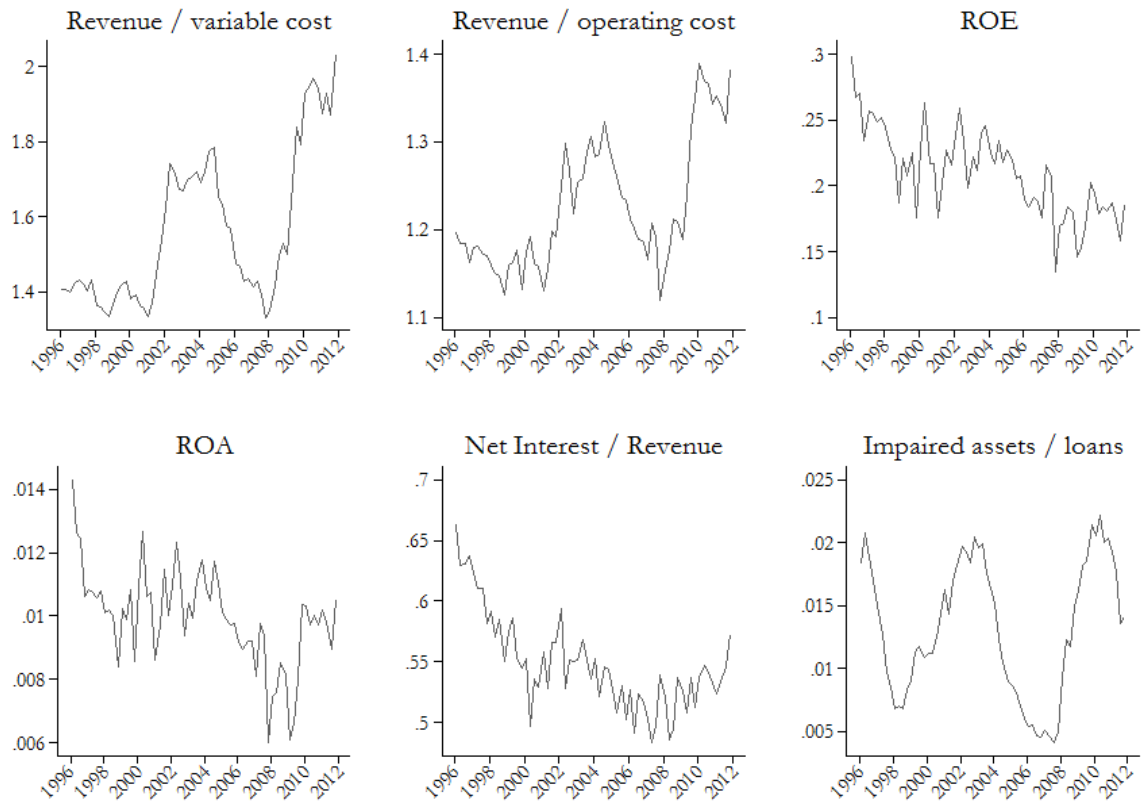 Revenue / variable cost
2
1.8
1.6
1.4
1996 1998 2000 2002 2004 2006 2008 2010 2012
Revenue / operating cost
1.4
1.3
1.2
1.1
1996 1998 2000 2002 2004 2006 2008 2010 2012
ROE
.3
.25
.2
.15
.1
1996 1998 2000 2002 2004 2006 2008 2010 2012
ROA
.014
.012
.01
.008
.006
1996 1998 2000 2002 2004 2006 2008 2010 2012
Net Interest / Revenue
.7
.65
.6
.55
.5
1996 1998 2000 2002 2004 2006 2008 2010 2012
Impaired assets / loans
.025
.02
.015
.01
.005
1996 1998 2000 2002 2004 2006 2008 2010 2012